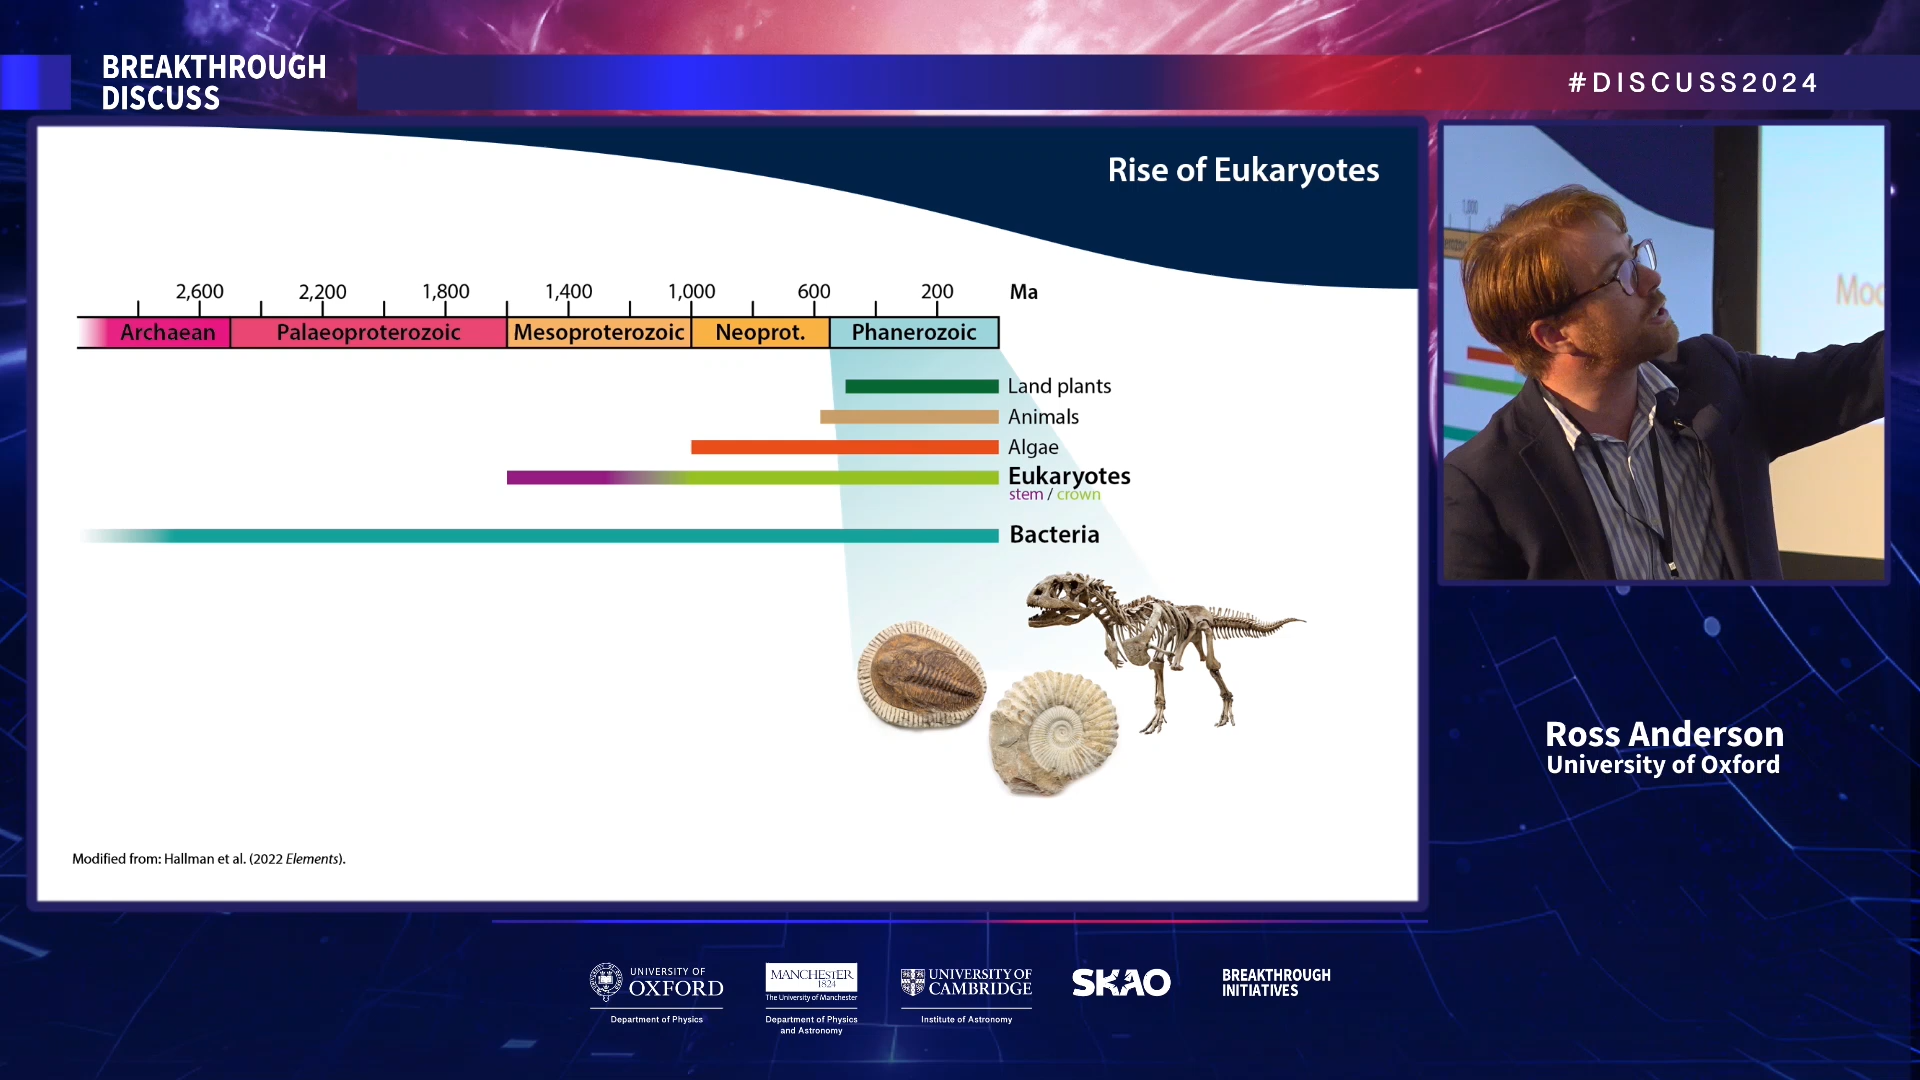 BREAKTHROUGH
DISCUSS
#DISCUSS2024
Rise of Eukaryotes
2,600 2,200 1,800 1,400 1,000 600 200 Ma
Archaean Palaeoproterozoic Mesoproterozoic Neoprot. Phanerozoic
Land plants
Animals
Algae
Eukaryotes
stem / crown
Bacteria
Modified from: Hallman et al. (2022 Elements).
1,000
Moc
Ross Anderson
University of Oxford
UNIVERSITY OF
OXFORD
Department of Physics
MANCHESTER
1824
The University of Manchester
Department of Physics
and Astronomy
UNIVERSITY OF
CAMBRIDGE
Institute of Astronomy
SKAO
BREAKTHROUGH
INITIATIVES